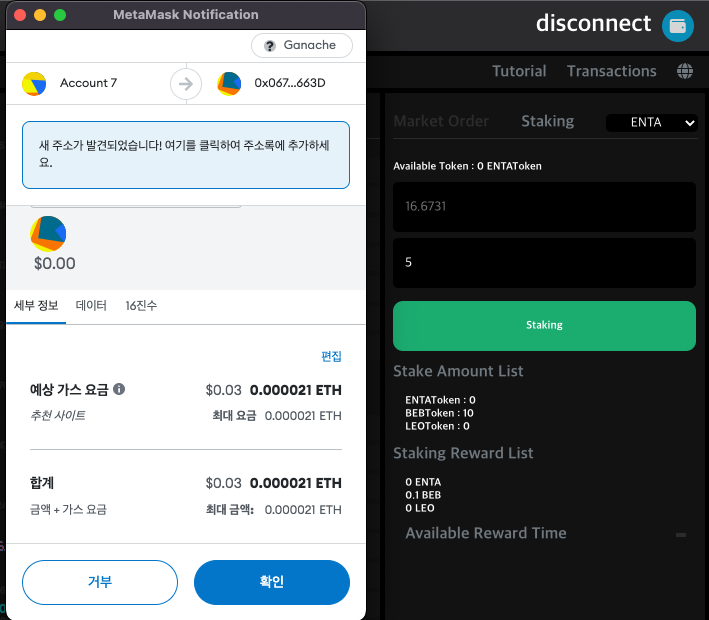 MetaMask Notification
? Ganache
Account 7
0x067...663D
새 주소가 발견되었습니다! 여기를 클릭하여 주소록에 추가하세
요.
$0.00
세부 정보 데이터 16진수
편집
예상 가스 요금 $0.03 0.000021 ETH
추천 사이트 최대 요금 0.000021 ETH
합계 $0.03 0.000021 ETH
금액 + 가스 요금 최대 금액: 0.000021 ETH
거부 확인
disconnect
Tutorial Transactions
Market Order Staking ENTA
Available Token : 0 ENTAToken
16.6731
5
Staking
Stake Amount List
ENTAToken : 0
BEBToken : 10
LEOToken : 0
Staking Reward List
0 ENTA
0.1 BEB
0 LEO
Available Reward Time